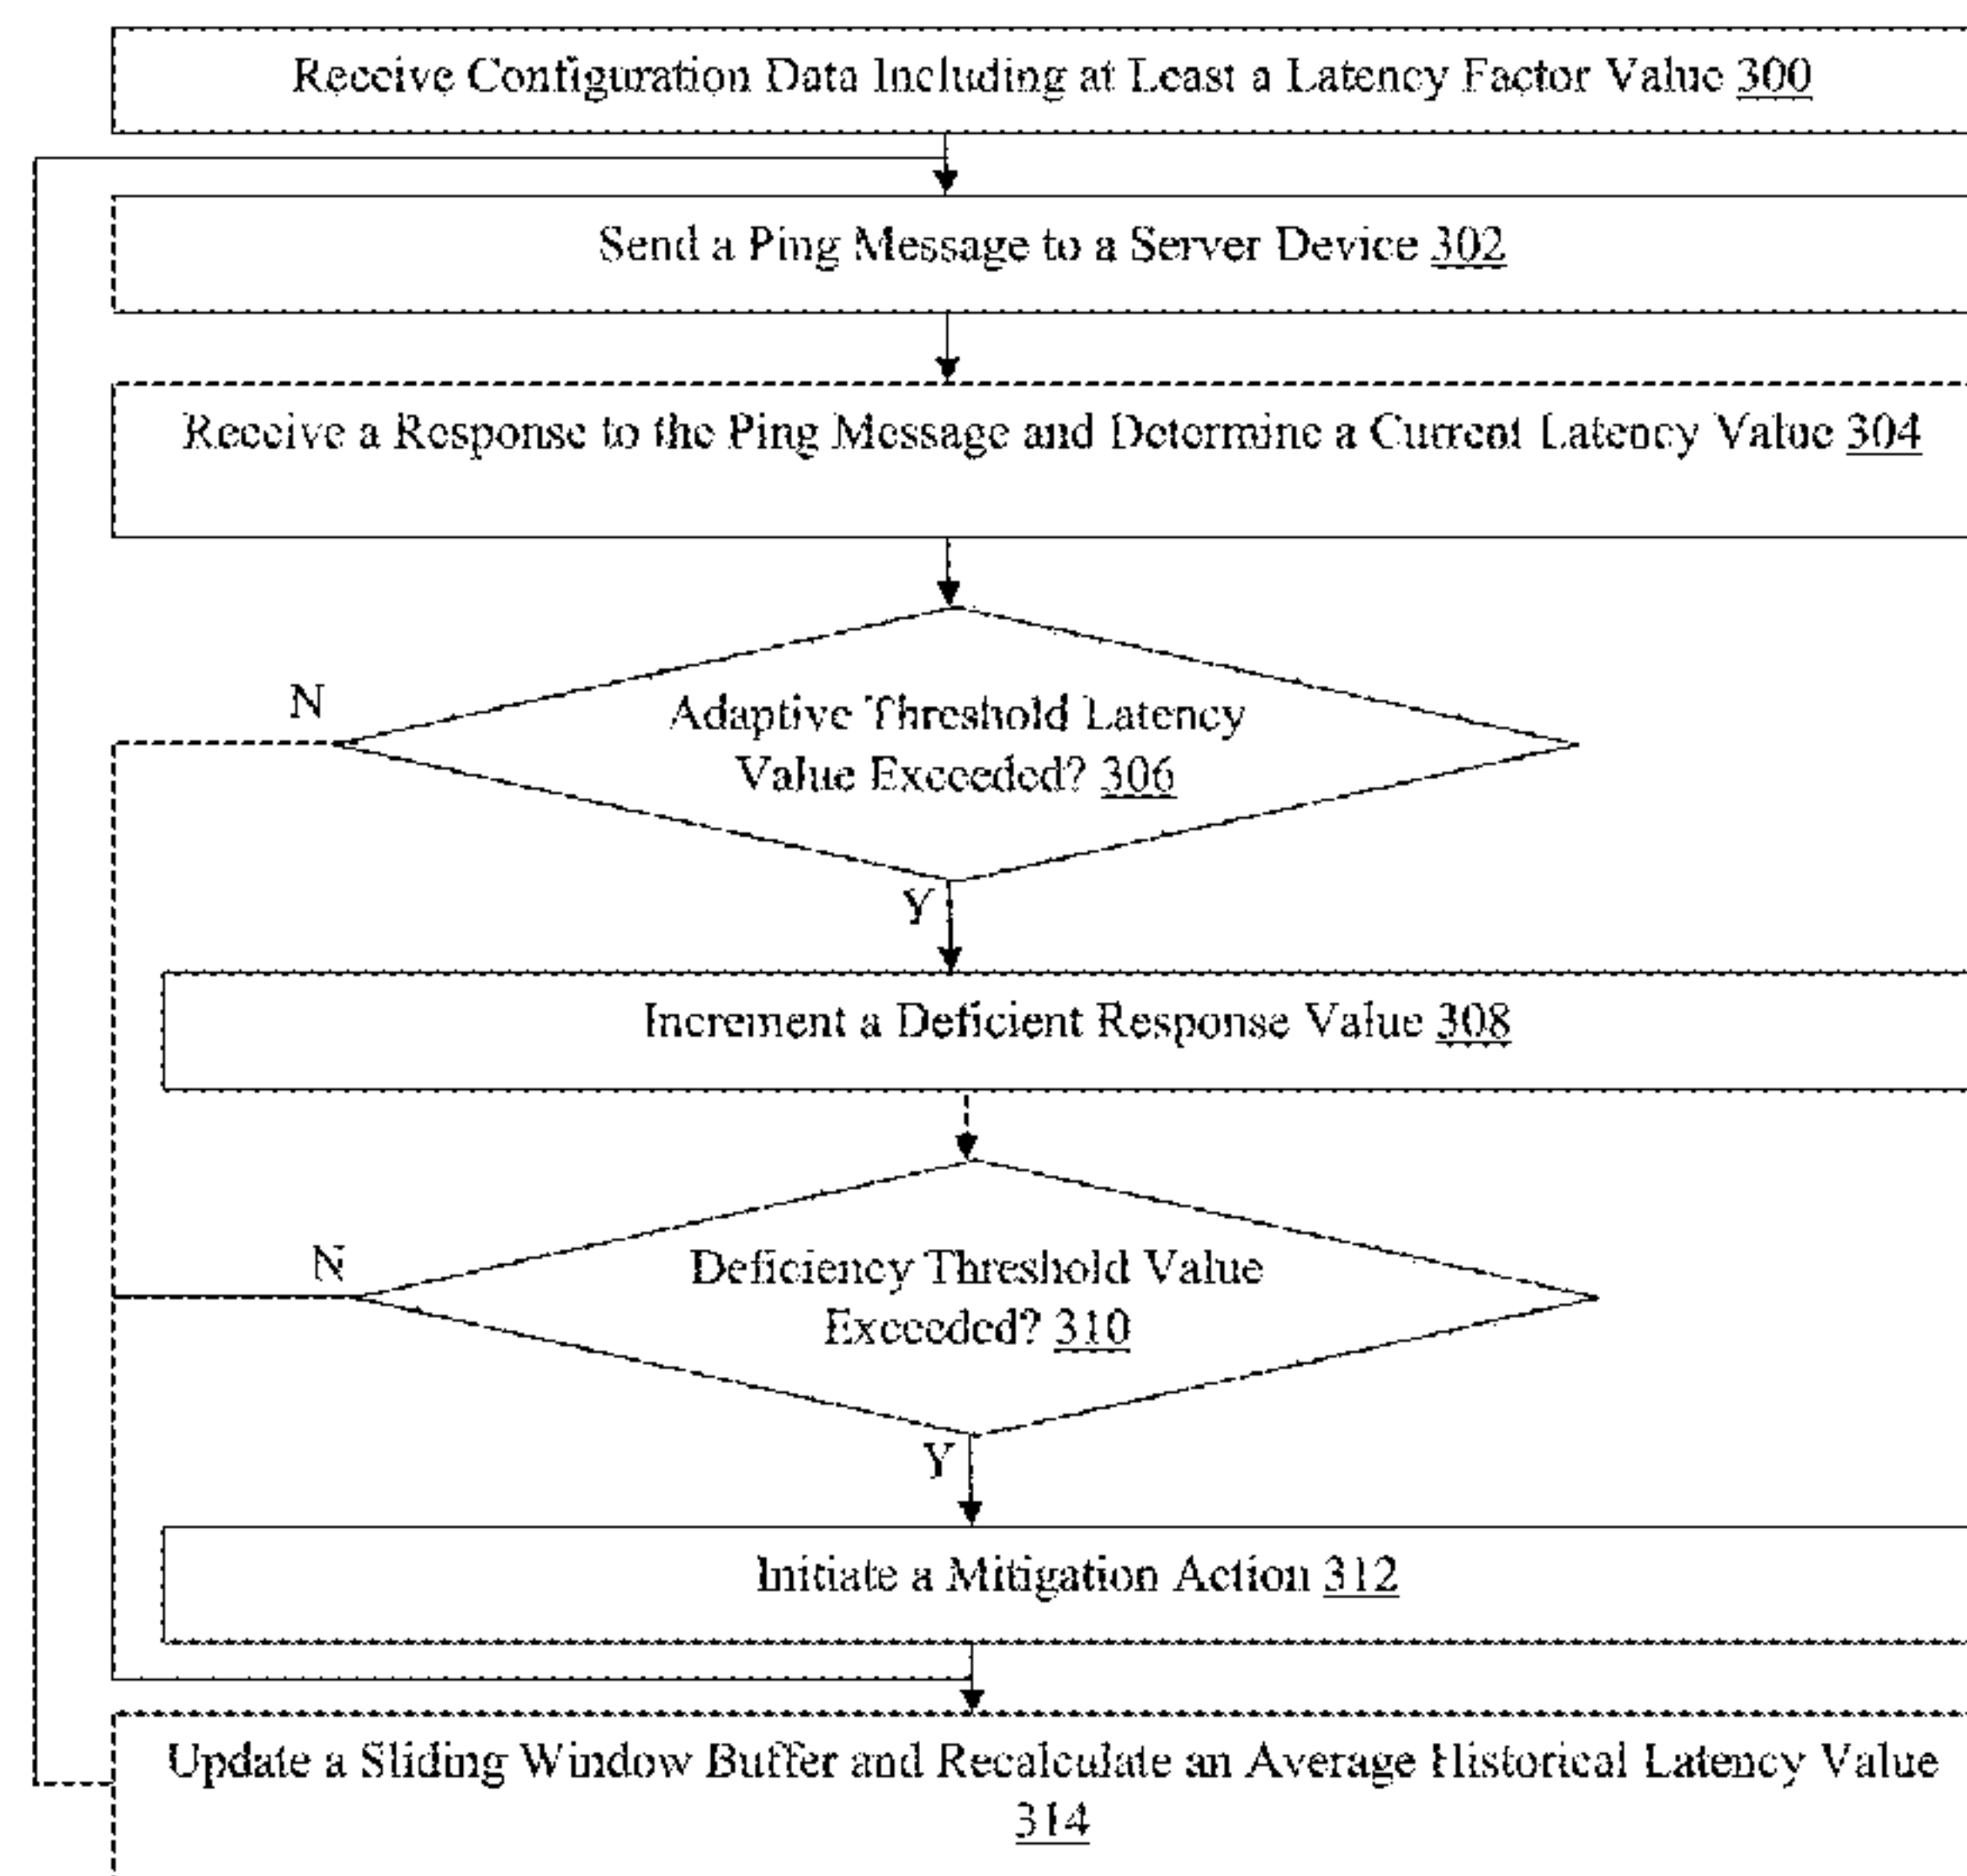 Receive Configuration Data Including at Least a Latency Factor Value 300
Send a Ping Message to a Server Device 302
Receive a Response to the Ping Message and Determine a Current Latency Value 304
N
Adaptive Threshold Latency
Value Exceeded? 306
Y
Increment a Deficient Response Value 308
N
Deficiency Threshold Value
Exceeded? 310
Y
Initiate a Mitigation Action 312
Update a Sliding Window Buffer and Recalculate an Average Historical Latency Value
314